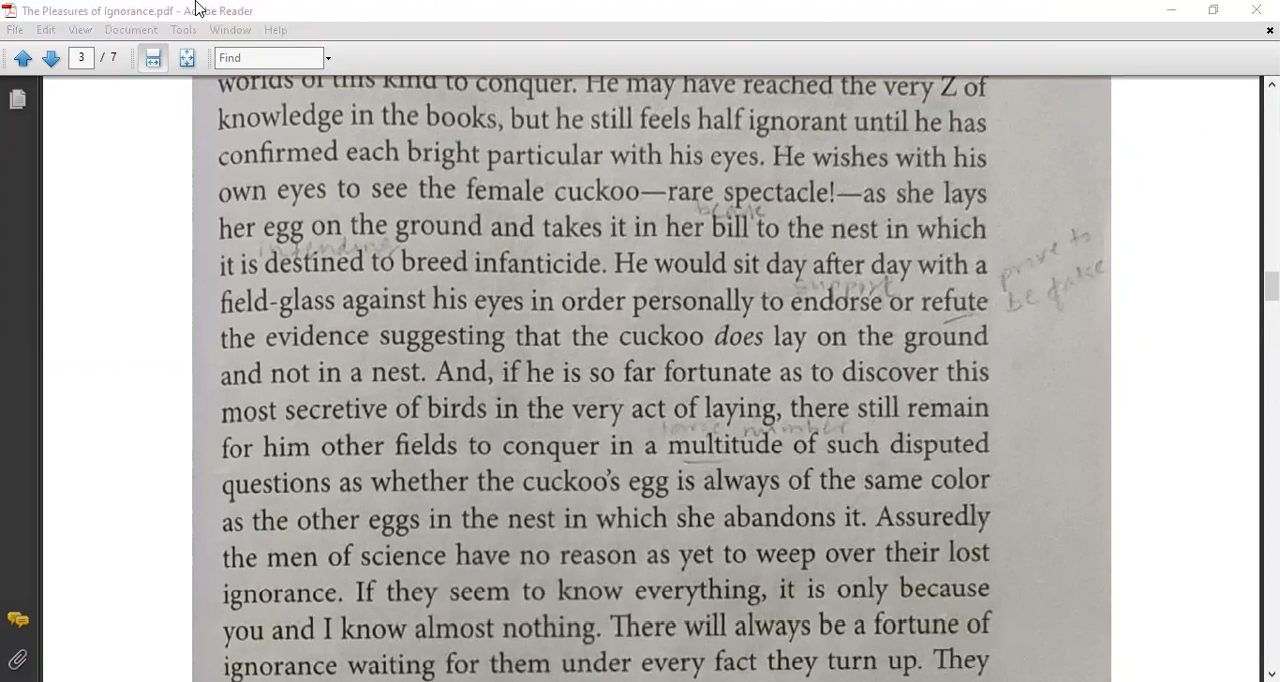 The Pleasures of Ignorance.pdf - Adobe Reader
File Edit View Document Tools Window Help
3 / 7 Find
worlds of this kind to conquer. He may have reached the very Z of
knowledge in the books, but he still feels half ignorant until he has
confirmed each bright particular with his eyes. He wishes with his
own eyes to see the female cuckoo—rare spectacle!—as she lays
beak
her egg on the ground and takes it in her bill to the nest in which
intending
it is destined to breed infanticide. He would sit day after day with a
prove to
support
field-glass against his eyes in order personally to endorse or refute
be fake
the evidence suggesting that the cuckoo does lay on the ground
and not in a nest. And, if he is so far fortunate as to discover this
most secretive of birds in the very act of laying, there still remain
large number
for him other fields to conquer in a multitude of such disputed
questions as whether the cuckoo's egg is always of the same color
as the other eggs in the nest in which she abandons it. Assuredly
the men of science have no reason as yet to weep over their lost
ignorance. If they seem to know everything, it is only because
you and I know almost nothing. There will always be a fortune of
ignorance waiting for them under every fact they turn up. They